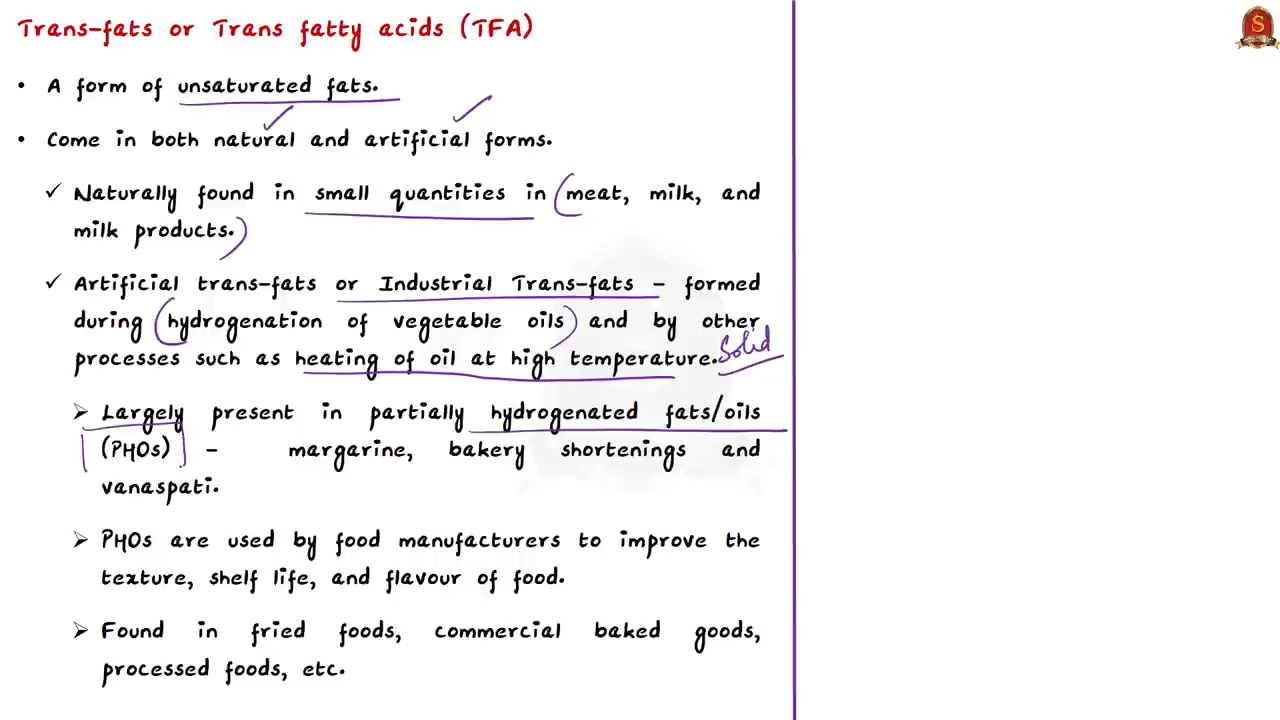 Trans-fats or Trans fatty acids (TFA)
• A form of unsaturated fats.
• Come in both natural and artificial forms.
✓ Naturally found in small quantities in (meat, milk, and
milk products.)
✓ Artificial trans-fats or Industrial Trans-fats – formed
during (hydrogenation of vegetable oils) and by other
processes such as heating of oil at high temperature. Solid
➤ Largely present in partially hydrogenated fats/oils
(PHOs) – margarine, bakery shortenings and
vanaspati.
➤ PHOs are used by food manufacturers to improve the
texture, shelf life, and flavour of food.
➤ Found in fried foods, commercial baked goods,
processed foods, etc.
S